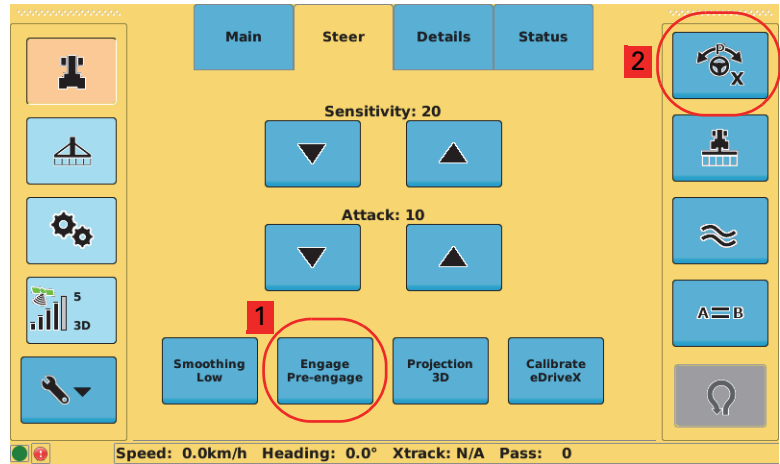 Main
Steer
Details
Status
2
P
X
Sensitivity: 20
Attack: 10
5
3D
1
Smoothing
Low
Engage
Pre-engage
Projection
3D
Calibrate
eDriveX
A=B
Speed: 0.0km/h Heading: 0.0° Xtrack: N/A Pass: 0